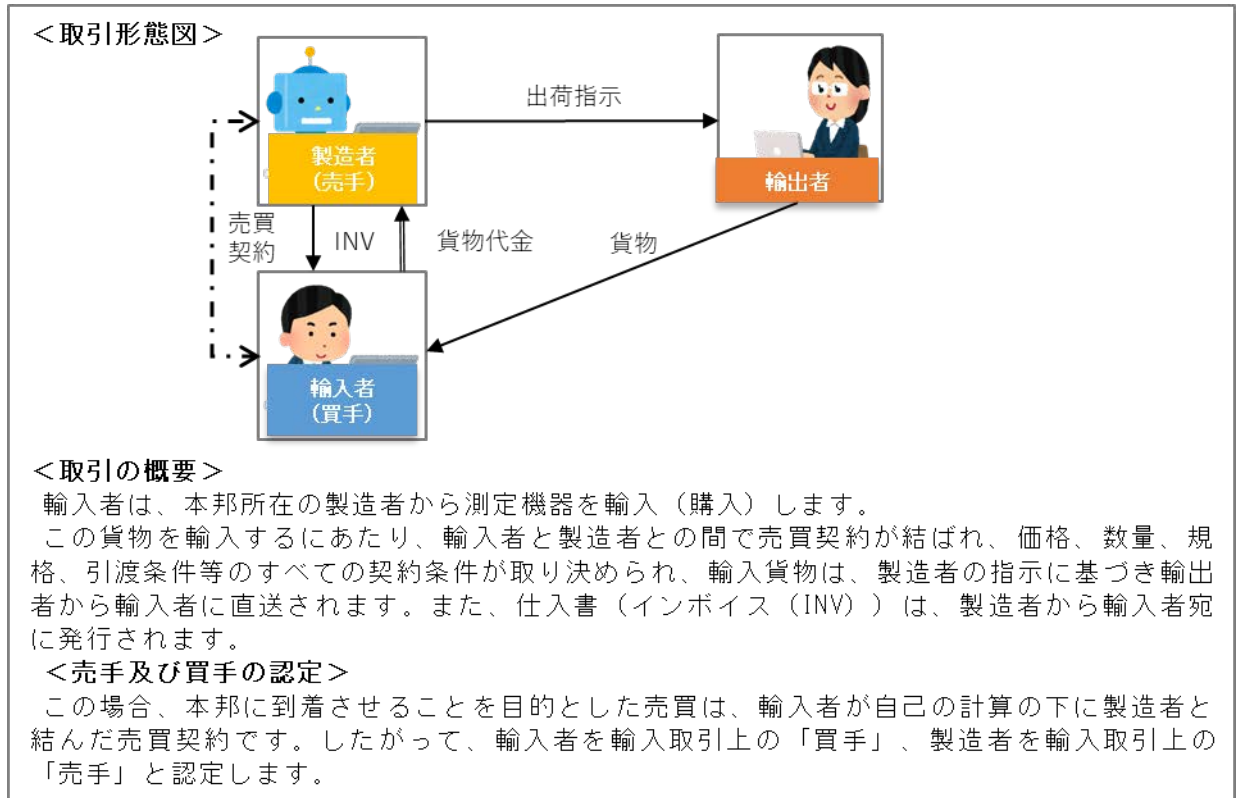 ＜取引形態図＞
出荷指示
製造者
(売手)
輸出者
売買
契約
INV
貨物代金
貨物
輸入者
(買手)
＜取引の概要＞
輸入者は、本邦所在の製造者から測定機器を輸入（購入）します。
この貨物を輸入するにあたり、輸入者と製造者との間で売買契約が結ばれ、価格、数量、規
格、引渡条件等のすべての契約条件が取り決められ、輸入貨物は、製造者の指示に基づき輸出
者から輸入者に直送されます。また、仕入書（インボイス（INV））は、製造者から輸入者宛
に発行されます。
＜売手及び買手の認定＞
この場合、本邦に到着させることを目的とした売買は、輸入者が自己の計算の下に製造者と
結んだ売買契約です。したがって、輸入者を輸入取引上の「買手」、製造者を輸入取引上の
「売手」と認定します。